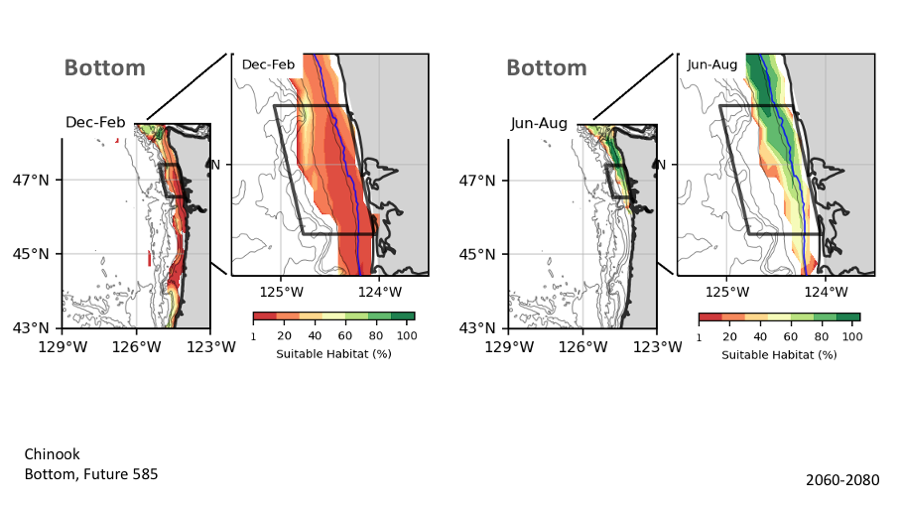 Bottom
Dec-Feb
Dec-Feb
47°N
45°N
43°N
129°W 126°W 123°W
N
125°W 124°W
1 20 40 60 80 100
Suitable Habitat (%)
Bottom
Jun-Aug
Jun-Aug
47°N
45°N
43°N
129°W 126°W 123°W
N
125°W 124°W
1 20 40 60 80 100
Suitable Habitat (%)
Chinook
Bottom, Future 585
2060-2080